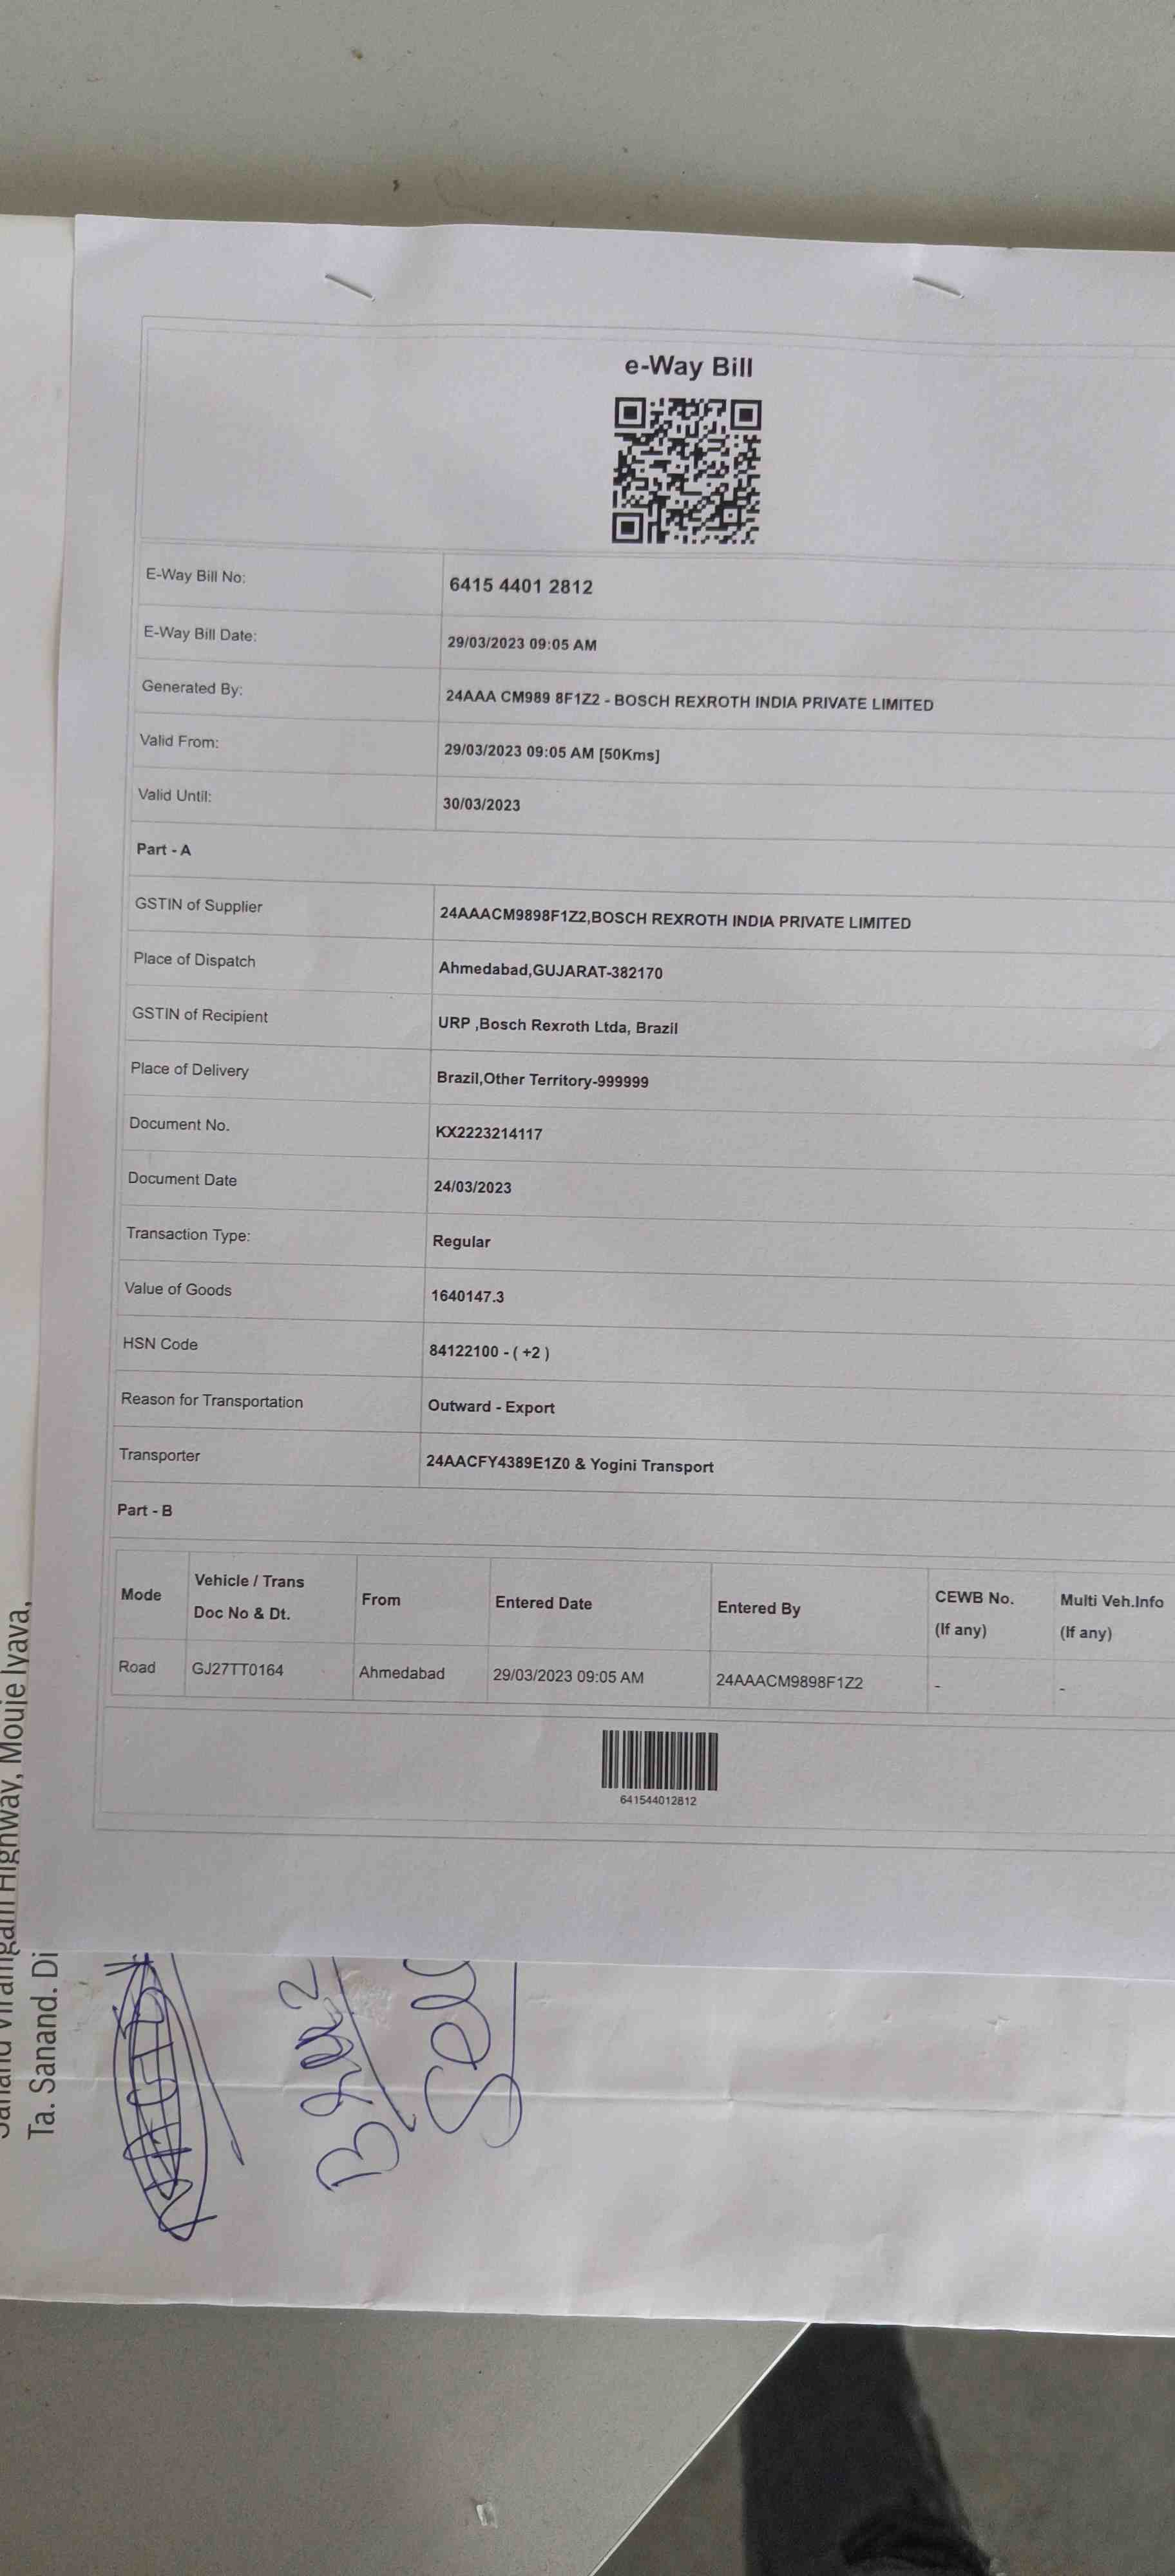 e-Way Bill
E-Way Bill No: 6415 4401 2812
E-Way Bill Date: 29/03/2023 09:05 AM
Generated By: 24AAA CM989 8F1Z2 - BOSCH REXROTH INDIA PRIVATE LIMITED
Valid From: 29/03/2023 09:05 AM [50Kms]
Valid Until: 30/03/2023
Part - A
GSTIN of Supplier 24AAACM9898F1Z2,BOSCH REXROTH INDIA PRIVATE LIMITED
Place of Dispatch Ahmedabad,GUJARAT-382170
GSTIN of Recipient URP ,Bosch Rexroth Ltda, Brazil
Place of Delivery Brazil,Other Territory-999999
Document No. KX2223214117
Document Date 24/03/2023
Transaction Type: Regular
Value of Goods 1640147.3
HSN Code 84122100 - ( +2 )
Reason for Transportation Outward - Export
Transporter 24AACFY4389E1Z0 & Yogini Transport
Part - B
Mode Vehicle / Trans Doc No & Dt. From Entered Date Entered By CEWB No. (If any) Multi Veh.Info (If any)
Road GJ27TT0164 Ahmedabad 29/03/2023 09:05 AM 24AAACM9898F1Z2 - -
641544012812
Viramgam Highway, Mouje Iyava,
Ta. Sanand. Di